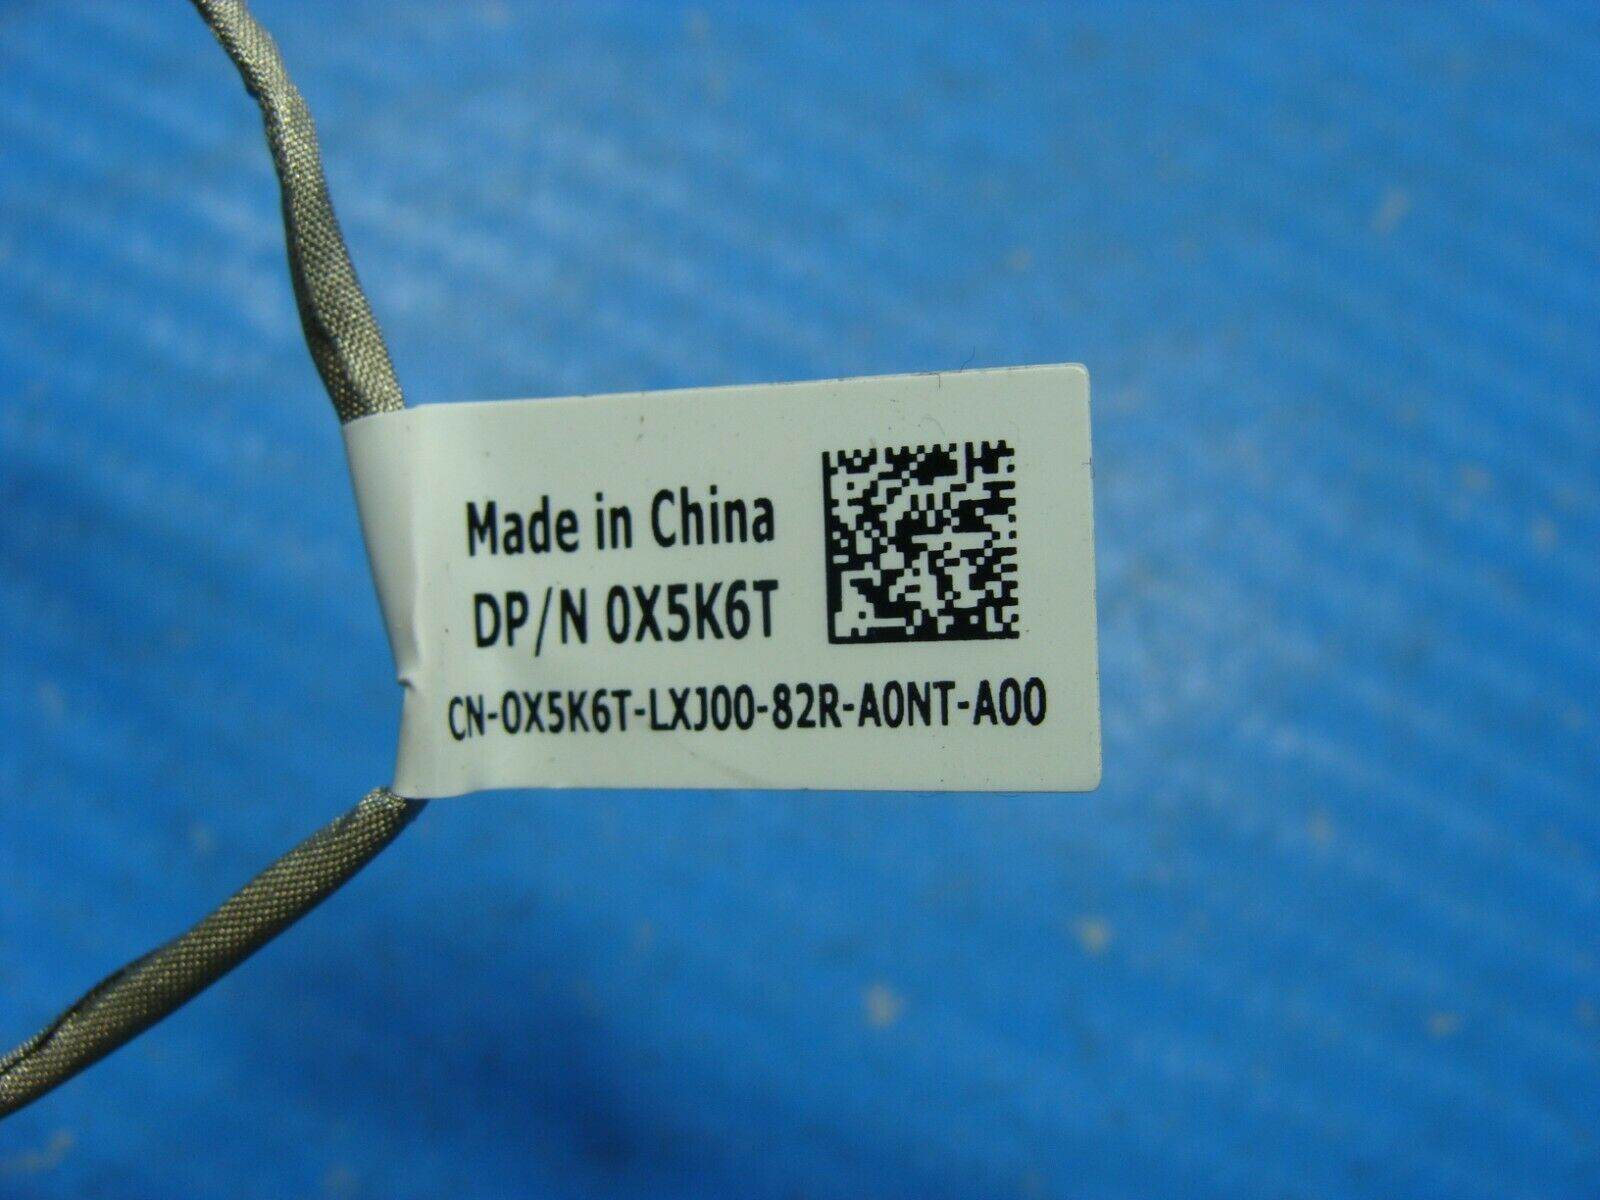 Made in China
DP/N 0X5K6T
CN-0X5K6T-LXJ00-82R-A0NT-A00